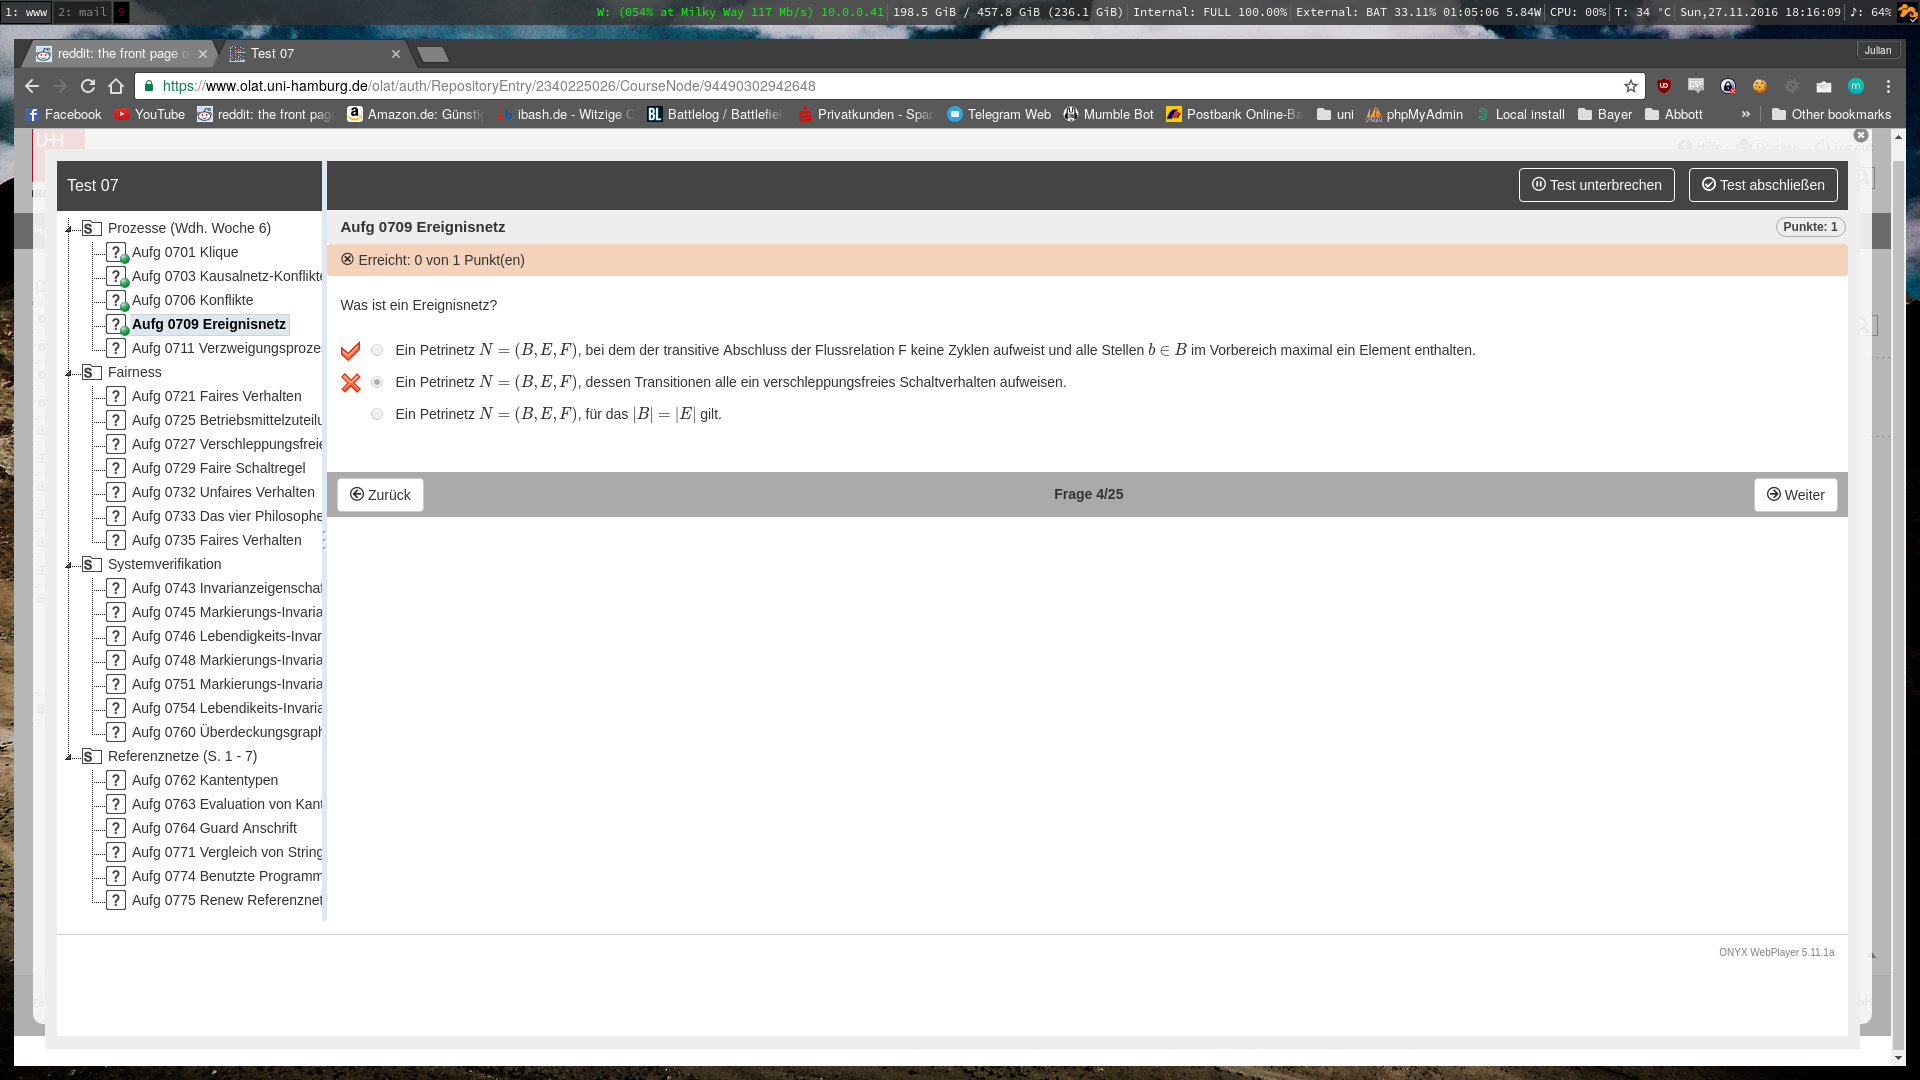 1: www 2: mail 9 W: (054% at Milky Way 117 Mb/s) 10.0.0.41 198.5 GiB / 457.8 GiB (236.1 GiB) Internal: FULL 100.00% External: BAT 33.11% 01:05:06 5.84W CPU: 00% T: 34 °C Sun,27.11.2016 18:16:09 ♪: 64%
reddit: the front page o Test 07 Julian
https://www.olat.uni-hamburg.de/olat/auth/RepositoryEntry/2340225026/CourseNode/94490302942648
Facebook YouTube reddit: the front pag Amazon.de: Günsti ibash.de - Witzige Battlelog / Battlefiel Privatkunden - Spar Telegram Web Mumble Bot Postbank Online-Ba uni phpMyAdmin Local install Bayer Abbott » Other bookmarks
Test 07 Test unterbrechen Test abschließen
Prozesse (Wdh. Woche 6)
Aufg 0701 Klique
Aufg 0703 Kausalnetz-Konflikte
Aufg 0706 Konflikte
Aufg 0709 Ereignisnetz
Aufg 0711 Verzweigungsprozes
Fairness
Aufg 0721 Faires Verhalten
Aufg 0725 Betriebsmittelzuteilu
Aufg 0727 Verschleppungsfreie
Aufg 0729 Faire Schaltregel
Aufg 0732 Unfaires Verhalten
Aufg 0733 Das vier Philosophe
Aufg 0735 Faires Verhalten
Systemverifikation
Aufg 0743 Invarianzeigenschaf
Aufg 0745 Markierungs-Invaria
Aufg 0746 Lebendigkeits-Invar
Aufg 0748 Markierungs-Invaria
Aufg 0751 Markierungs-Invaria
Aufg 0754 Lebendikeits-Invaria
Aufg 0760 Überdeckungsgraph
Referenznetze (S. 1 - 7)
Aufg 0762 Kantentypen
Aufg 0763 Evaluation von Kant
Aufg 0764 Guard Anschrift
Aufg 0771 Vergleich von String
Aufg 0774 Benutzte Programm
Aufg 0775 Renew Referenznet
Aufg 0709 Ereignisnetz Punkte: 1
Erreicht: 0 von 1 Punkt(en)
Was ist ein Ereignisnetz?
Ein Petrinetz N = (B, E, F), bei dem der transitive Abschluss der Flussrelation F keine Zyklen aufweist und alle Stellen b ∈ B im Vorbereich maximal ein Element enthalten.
Ein Petrinetz N = (B, E, F), dessen Transitionen alle ein verschleppungsfreies Schaltverhalten aufweisen.
Ein Petrinetz N = (B, E, F), für das |B| = |E| gilt.
Zurück Frage 4/25 Weiter
ONYX WebPlayer 5.11.1a